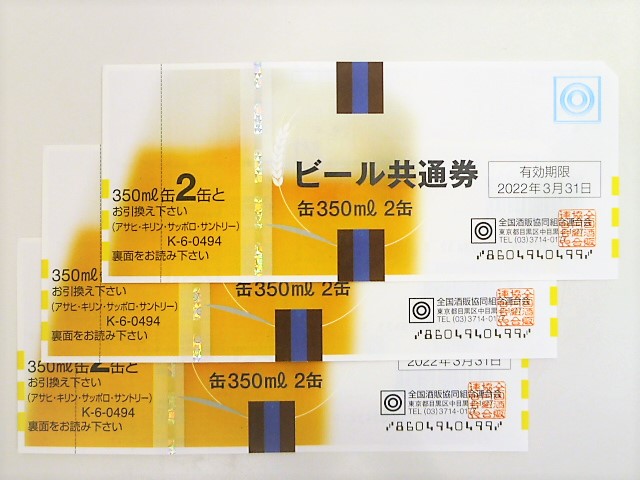 ビール共通券
缶350mℓ 2缶
有効期限
2022年3月31日
350mℓ缶2缶と
お引換え下さい
(アサヒ・キリン・サッポロ・サントリー)
K-6-0494
裏面をお読み下さい
全国酒販協同組合連合会
東京都目黒区中目黒
TEL (03) 3714-01
8604940499
350mℓ
お引換え下さい
(アサヒ・キリン・サッポロ・サントリー)
K-6-0494
裏面をお読み下さい
缶350mℓ 2缶
全国酒販協同組合連合会
東京都目黒区中目黒
TEL (03) 3714-01
8604940499
350mℓ缶2缶と
お引換え下さい
(アサヒ・キリン・サッポロ・サントリー)
K-6-0494
裏面をお読み下さい
缶350mℓ 2缶
2022年3月31日
全国酒販協同組合連合会
東京都目黒区中目黒
TEL (03) 3714-01
8604940499